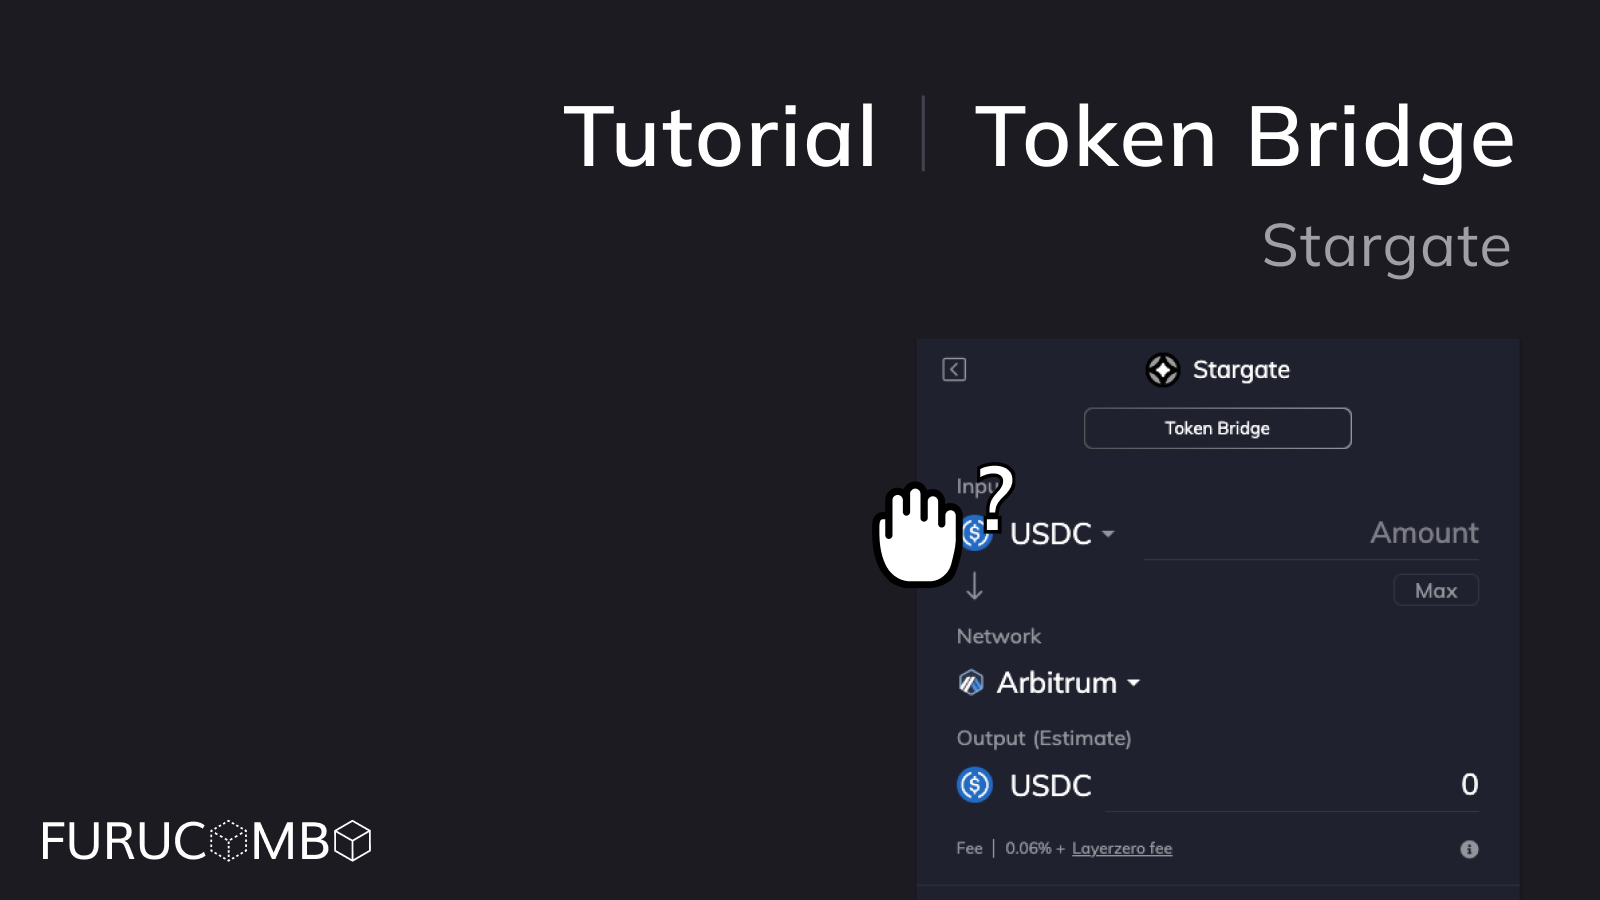 Tutorial | Token Bridge
Stargate
Stargate
Token Bridge
Input
?
USDC
Amount
Max
Network
Arbitrum
Output (Estimate)
USDC
0
Fee | 0.06% + Layerzero fee
FURUCOMBO